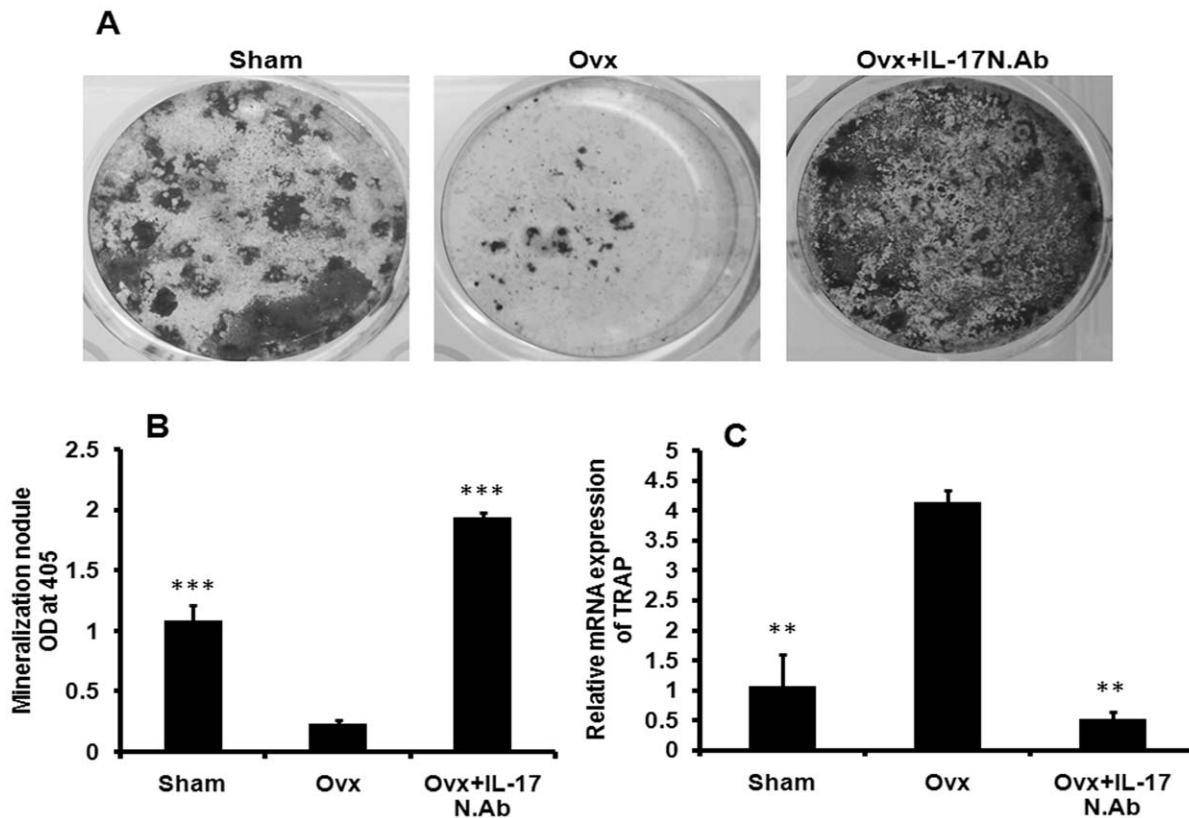 A
Sham
Ovx
Ovx+IL-17N.Ab
B
Mineralization nodule
OD at 405
2.5
2
1.5
1
0.5
0
***
***
Sham
Ovx
Ovx+IL-17
N.Ab
C
Relative mRNA expression
of TRAP
5
4.5
4
3.5
3
2.5
2
1.5
1
0.5
0
**
**
Sham
Ovx
Ovx+IL-17
N.Ab